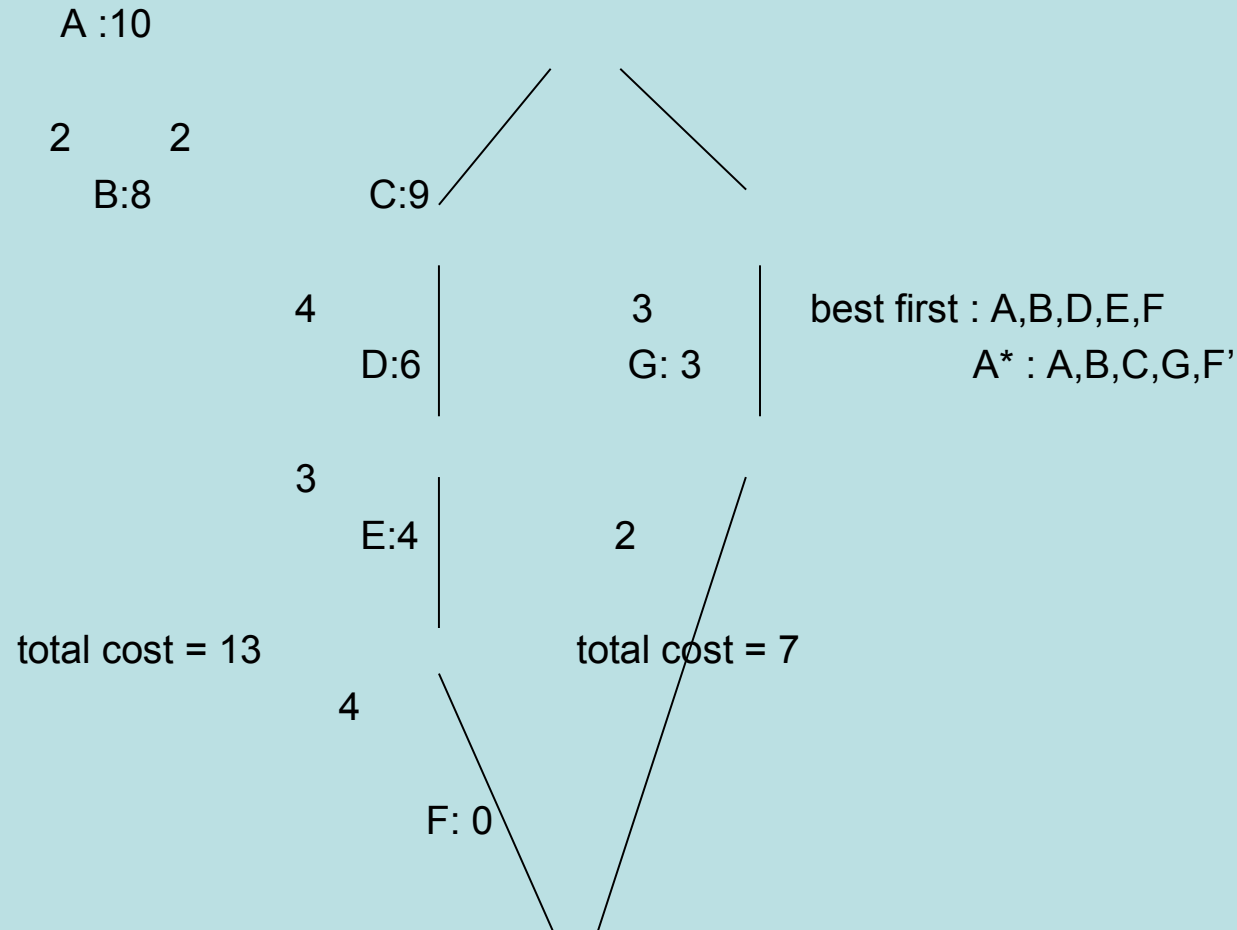 A :10
2 2
B:8 C:9
4 3 best first : A,B,D,E,F
D:6 G: 3 A* : A,B,C,G,F’
3
E:4 2
total cost = 13 total cost = 7
4
F: 0